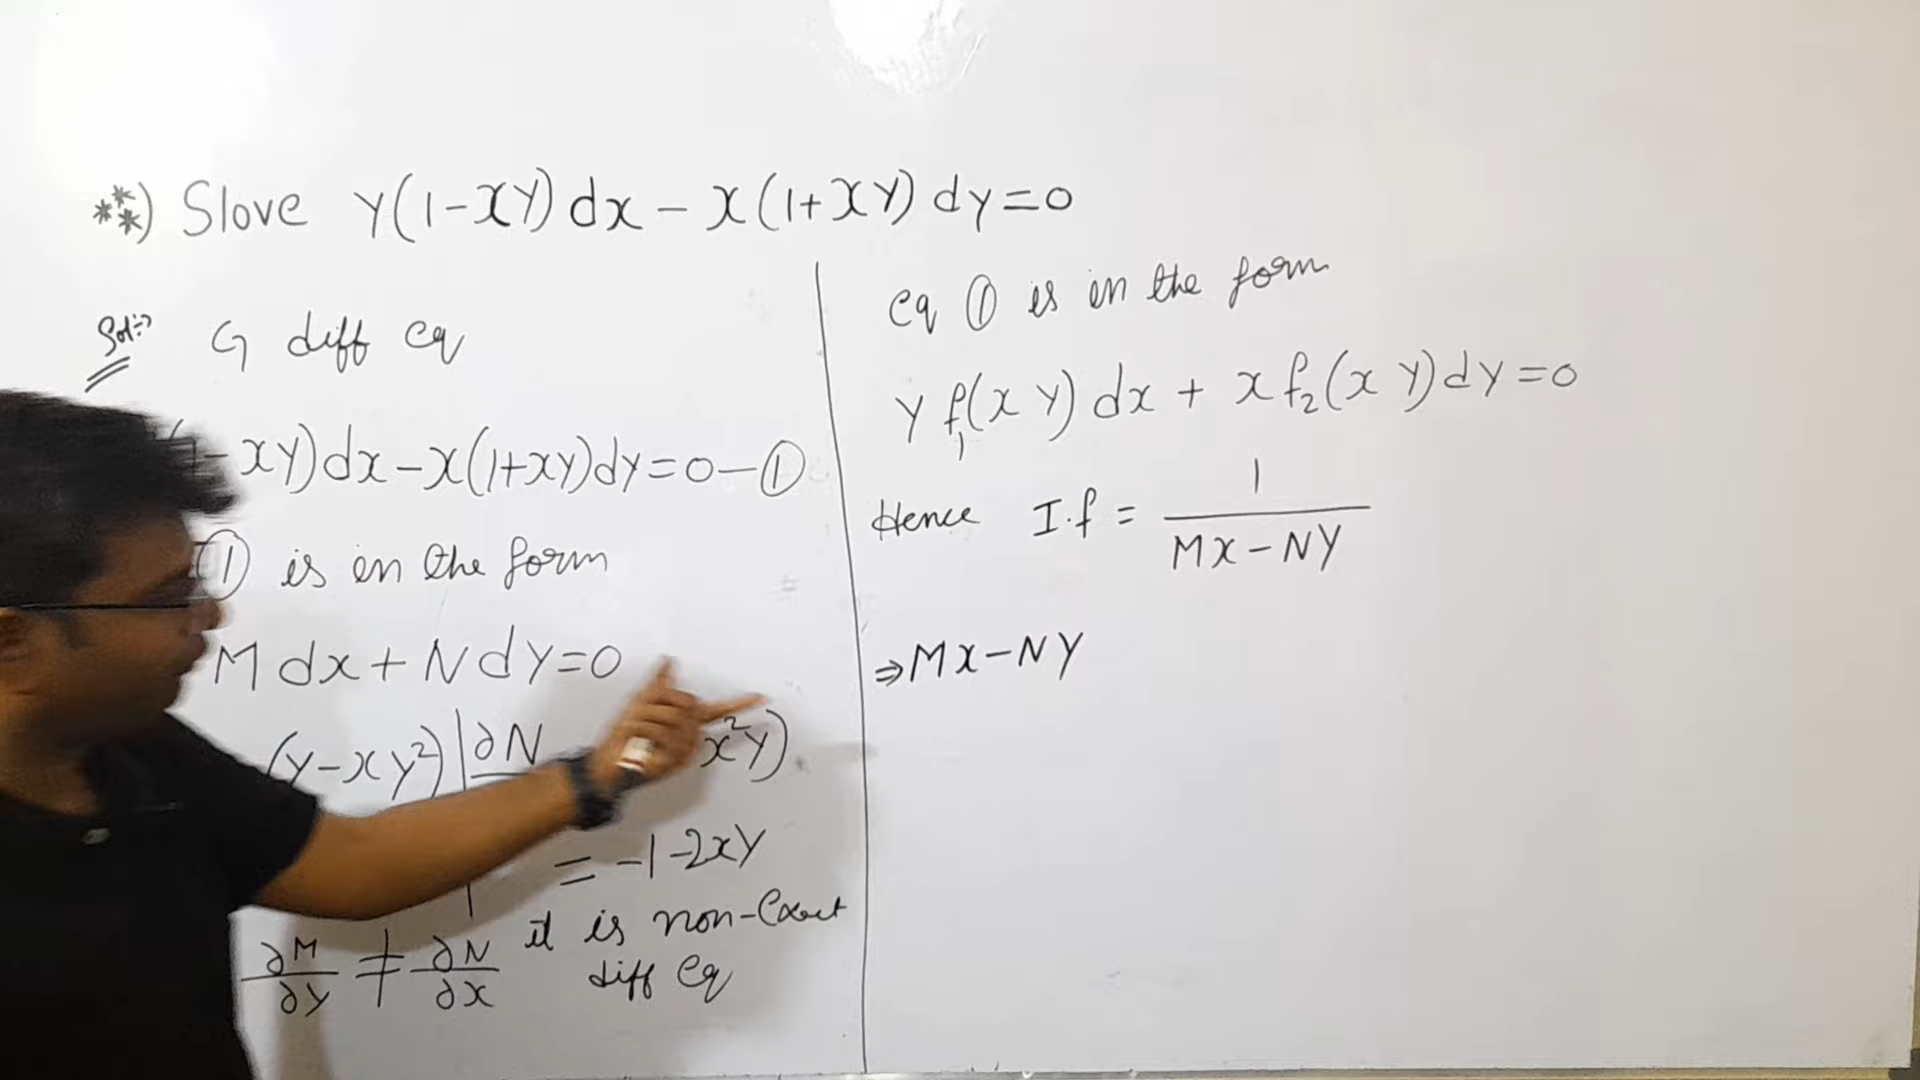 **) Slove y(1-xy)dx - x(1+xy)dy=0
Sol:-
G diff eq
-xy)dx-x(1+xy)dy=0-①
① is in the form
Mdx+Ndy=0
(y-xy²) | ∂N x²y)
= -1-2xy
∂M/∂y ≠ ∂N/∂x it is non-Exact
diff eq
eq ① is in the form
y f₁(xy)dx + x f₂(xy)dy=0
Hence I.f = 1/(Mx-Ny)
⇒Mx-Ny